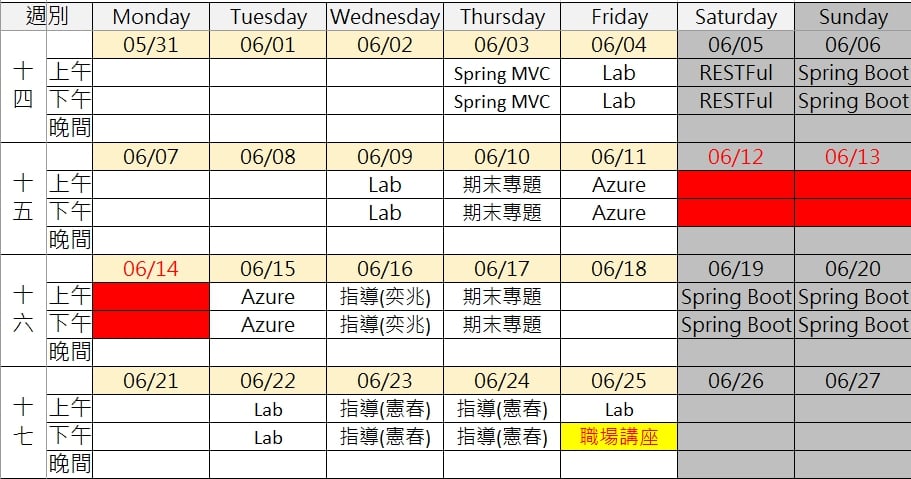 週別 Monday Tuesday Wednesday Thursday Friday Saturday Sunday
十四 05/31 06/01 06/02 06/03 06/04 06/05 06/06
上午 Spring MVC Lab RESTFul Spring Boot
下午 Spring MVC Lab RESTFul Spring Boot
晚間
十五 06/07 06/08 06/09 06/10 06/11 06/12 06/13
上午 Lab 期末專題 Azure
下午 Lab 期末專題 Azure
晚間
十六 06/14 06/15 06/16 06/17 06/18 06/19 06/20
上午 Azure 指導(奕兆) 期末專題 Spring Boot Spring Boot
下午 Azure 指導(奕兆) 期末專題 Spring Boot Spring Boot
晚間
十七 06/21 06/22 06/23 06/24 06/25 06/26 06/27
上午 Lab 指導(憲春) 指導(憲春) Lab
下午 Lab 指導(憲春) 指導(憲春) 職場講座
晚間